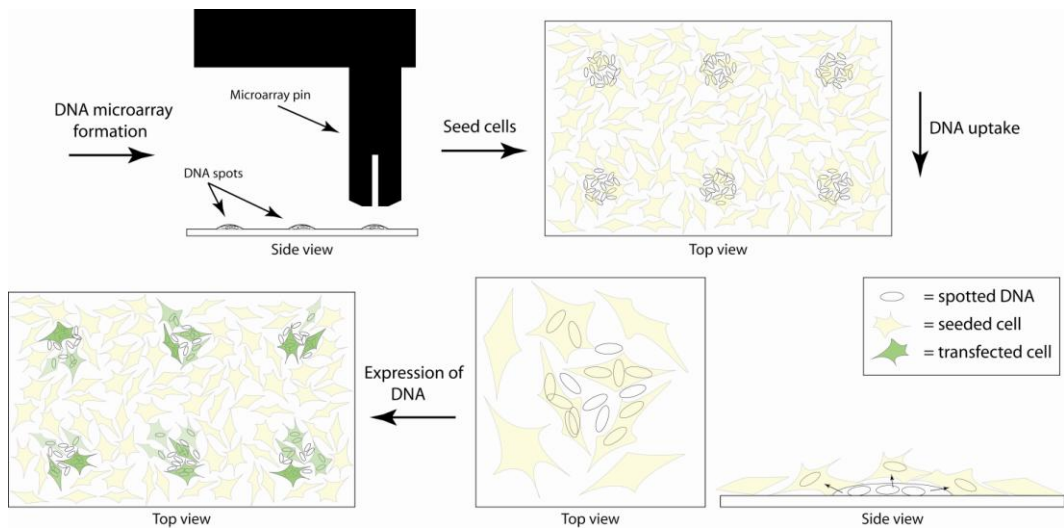 DNA microarray
formation
Microarray pin
DNA spots
Side view
Seed cells
Top view
DNA uptake
= spotted DNA
= seeded cell
= transfected cell
Expression of
DNA
Top view
Top view
Side view